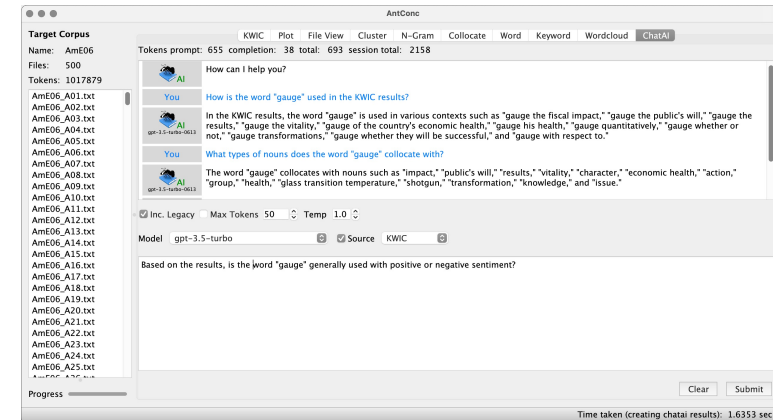 AntConc
Target Corpus
Name: AmE06
Files: 500
Tokens: 1017879
AmE06_A01.txt
AmE06_A02.txt
AmE06_A03.txt
AmE06_A04.txt
AmE06_A05.txt
AmE06_A06.txt
AmE06_A07.txt
AmE06_A08.txt
AmE06_A09.txt
AmE06_A10.txt
AmE06_A11.txt
AmE06_A12.txt
AmE06_A13.txt
AmE06_A14.txt
AmE06_A15.txt
AmE06_A16.txt
AmE06_A17.txt
AmE06_A18.txt
AmE06_A19.txt
AmE06_A20.txt
AmE06_A21.txt
AmE06_A22.txt
AmE06_A23.txt
AmE06_A24.txt
AmE06_A25.txt
AmE06_A26.txt
Progress
KWIC Plot File View Cluster N-Gram Collocate Word Keyword Wordcloud ChatAI
Tokens prompt: 655 completion: 38 total: 693 session total: 2158
AI
How can I help you?
You
How is the word "gauge" used in the KWIC results?
AI
gpt-3.5-turbo-0613
In the KWIC results, the word "gauge" is used in various contexts such as "gauge the fiscal impact," "gauge the public's will," "gauge the
results," "gauge the vitality," "gauge of the country's economic health," "gauge his health," "gauge quantitatively," "gauge whether or
not," "gauge transformations," "gauge whether they will be successful," and "gauge with respect to."
You
What types of nouns does the word "gauge" collocate with?
AI
gpt-3.5-turbo-0613
The word "gauge" collocates with nouns such as "impact," "public's will," "results," "vitality," "character," "economic health," "action,"
"group," "health," "glass transition temperature," "shotgun," "transformation," "knowledge," and "issue."
Inc. Legacy Max Tokens 50 Temp 1.0
Model gpt-3.5-turbo Source KWIC
Based on the results, is the word "gauge" generally used with positive or negative sentiment?
Clear Submit
Time taken (creating chatai results): 1.6353 sec